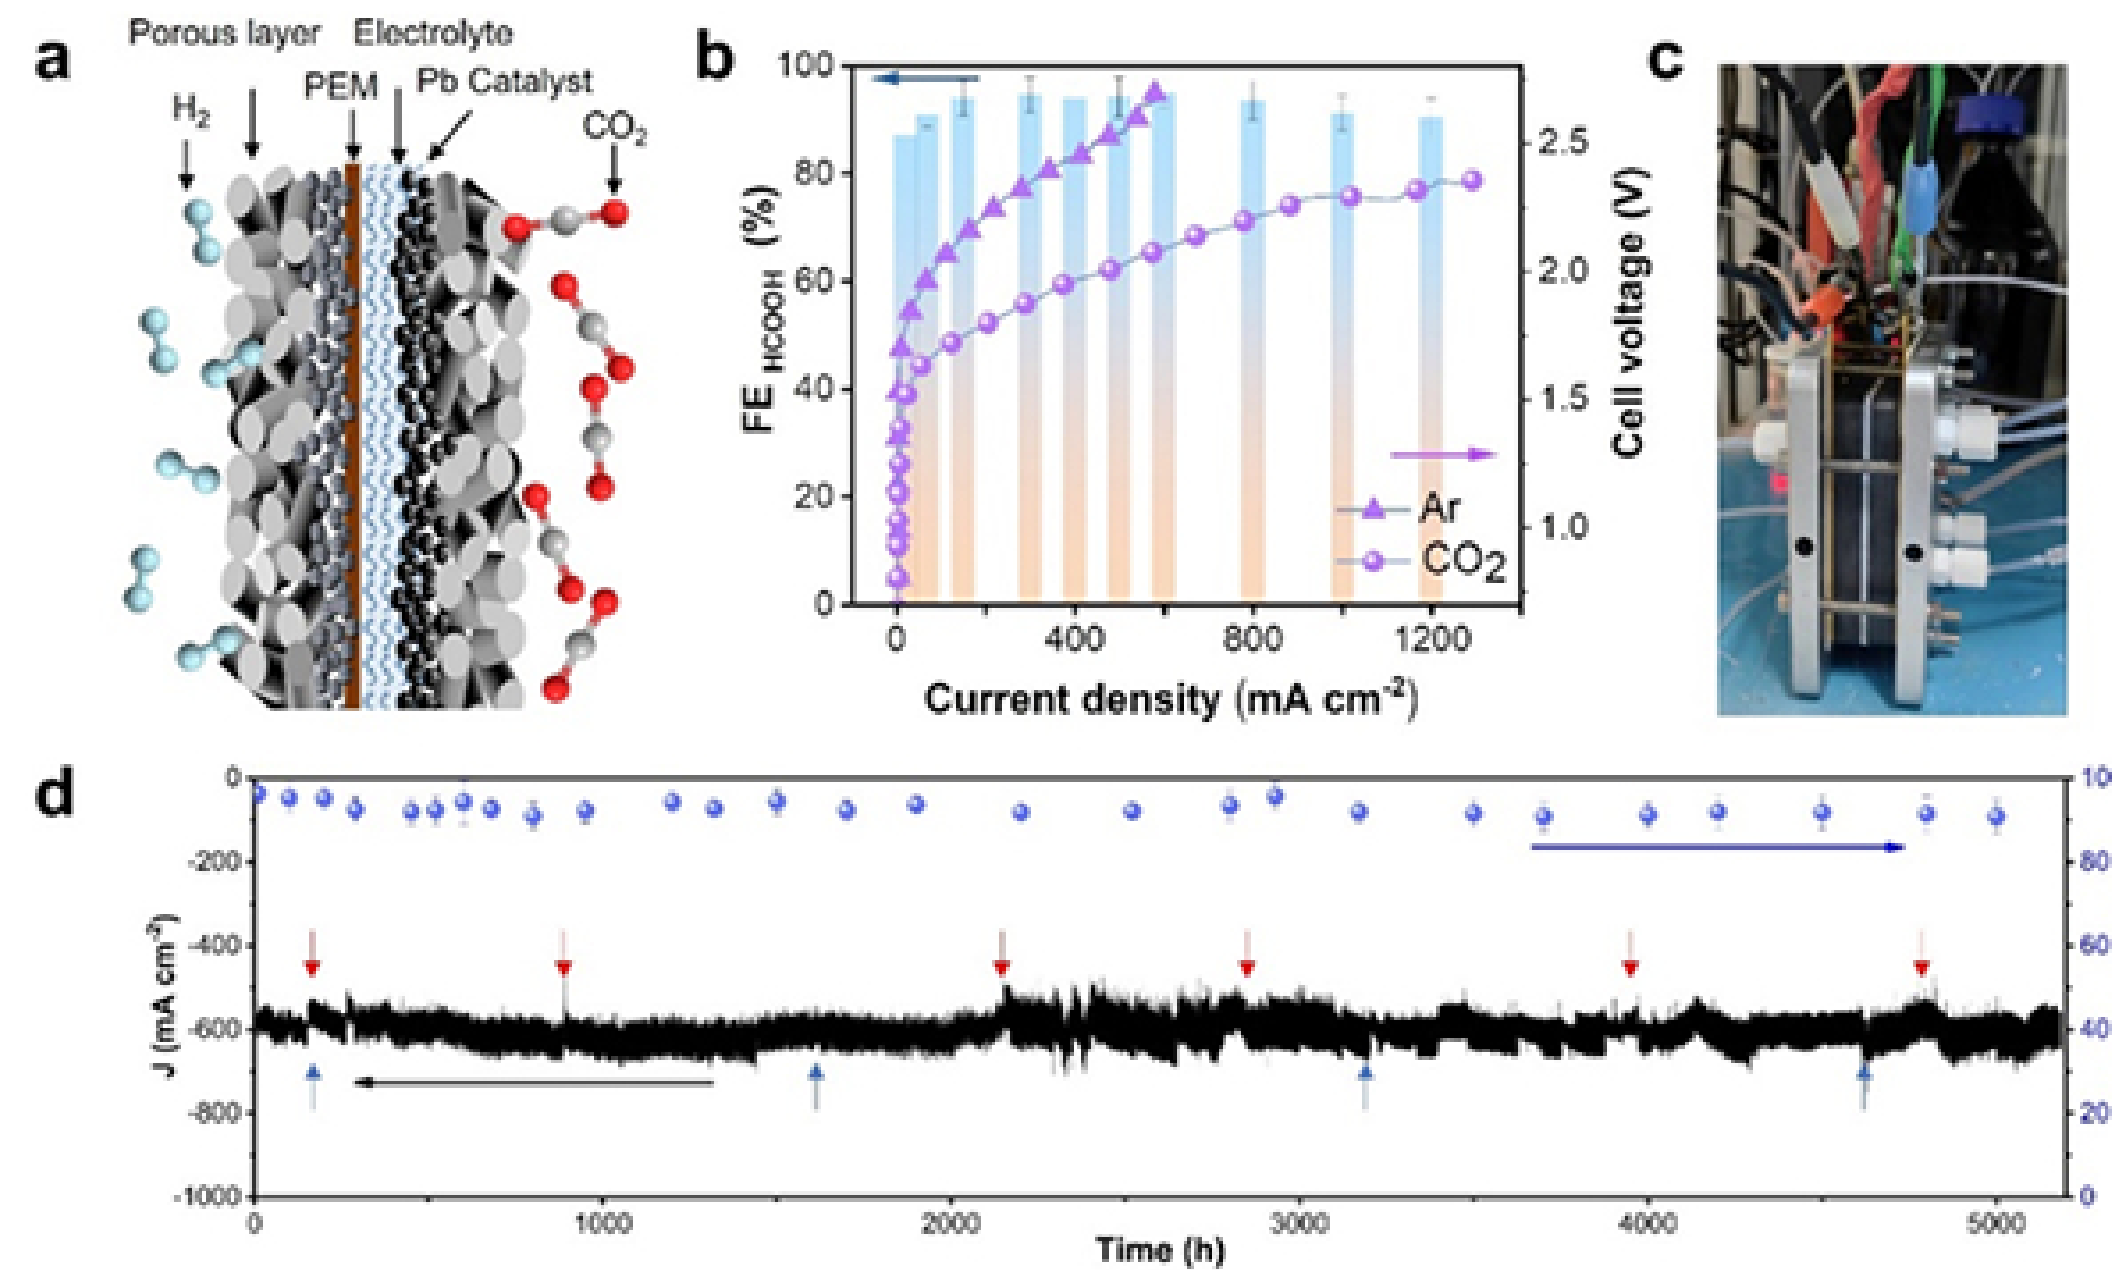 a
Porous layer Electrolyte
PEM Pb Catalyst
H2
CO2
b
100
80
60
40
20
0
FE HCOOH (%)
2.5
2.0
1.5
1.0
Cell voltage (V)
Ar
CO2
0 400 800 1200
Current density (mA cm-2)
c
d
0
-200
-400
-600
-800
-1000
J (mA cm-2)
10
80
60
40
20
0
0 1000 2000 3000 4000 5000
Time (h)